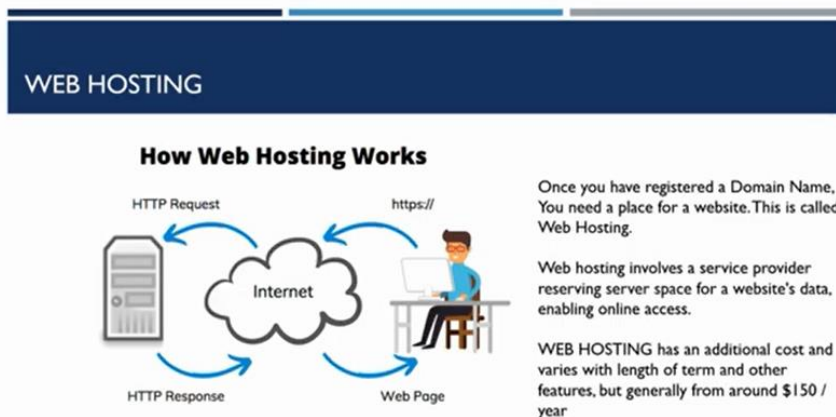 WEB HOSTING
How Web Hosting Works
HTTP Request
https://
Internet
HTTP Response
Web Page
Once you have registered a Domain Name,
You need a place for a website. This is called
Web Hosting.
Web hosting involves a service provider
reserving server space for a website's data,
enabling online access.
WEB HOSTING has an additional cost and
varies with length of term and other
features, but generally from around $150 /
year